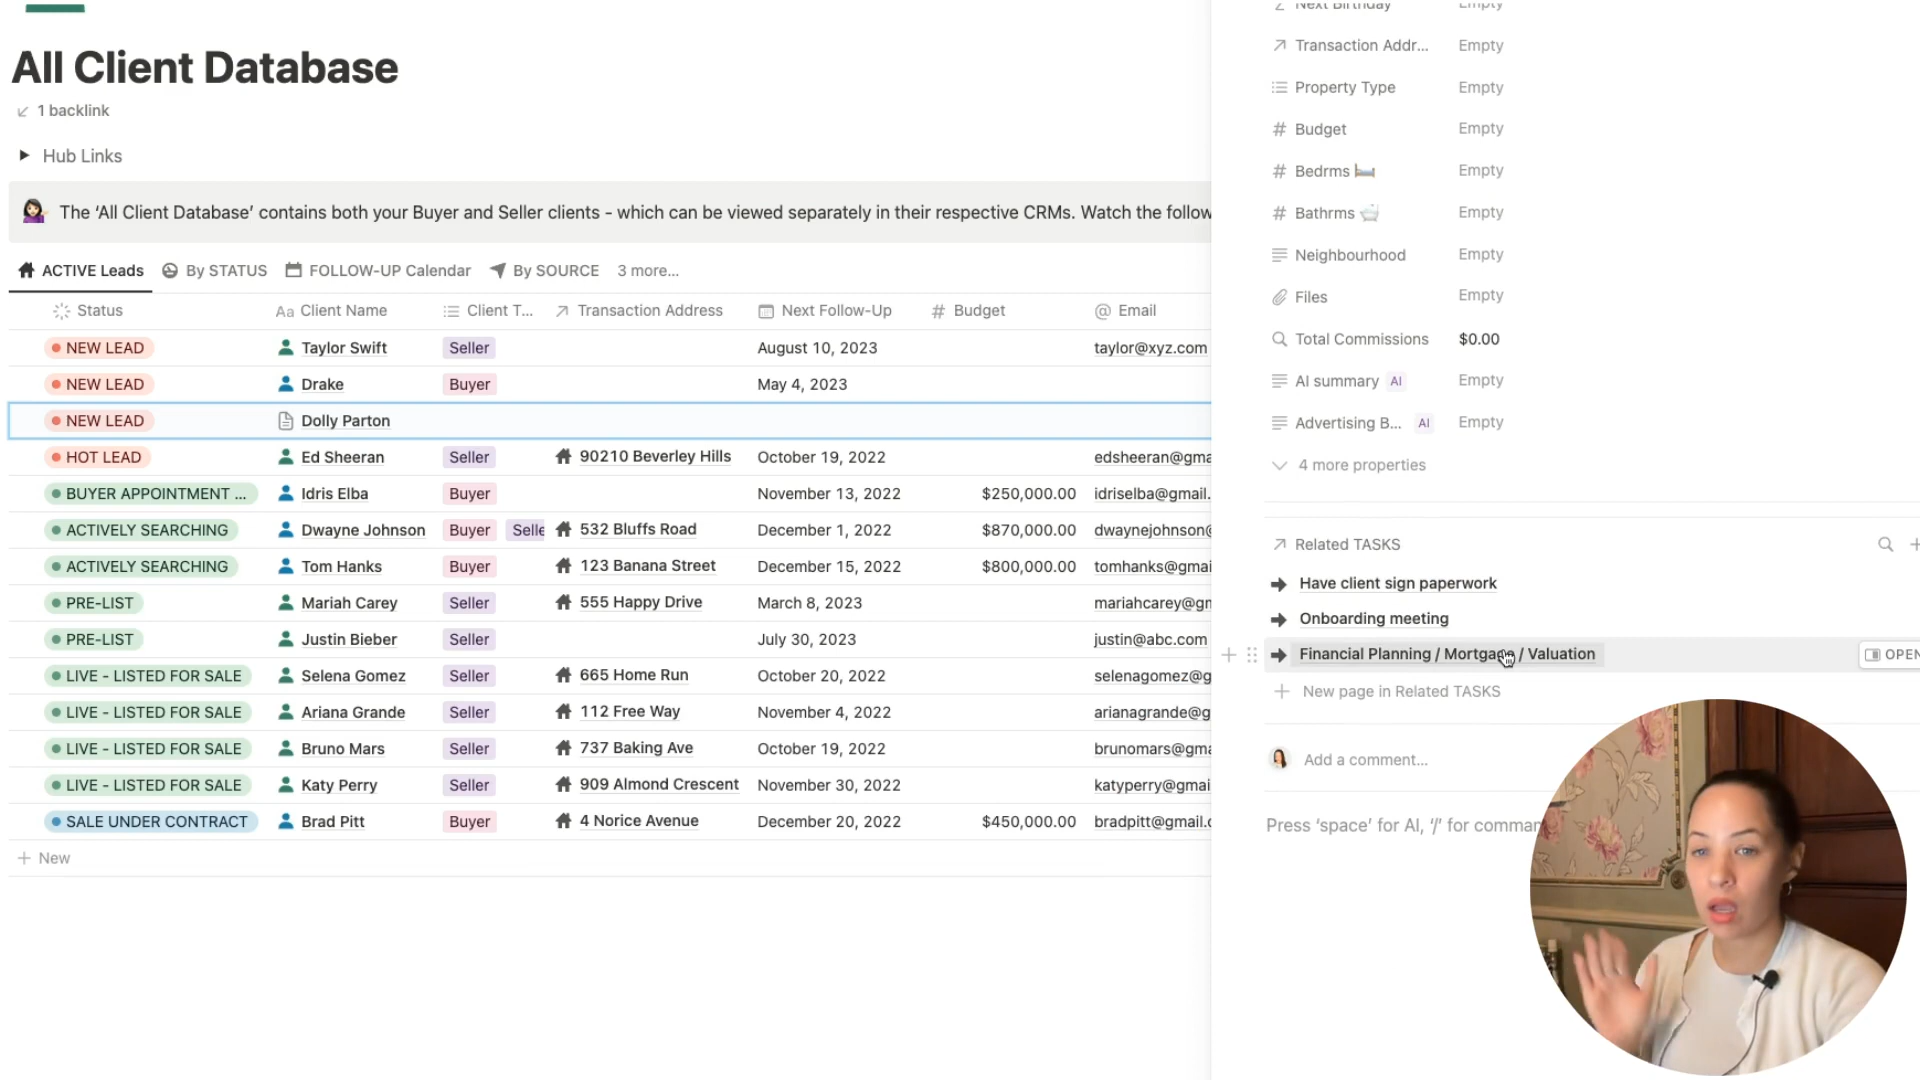 All Client Database
1 backlink
Hub Links
The ‘All Client Database’ contains both your Buyer and Seller clients - which can be viewed separately in their respective CRMs. Watch the follow
ACTIVE Leads By STATUS FOLLOW-UP Calendar By SOURCE 3 more...
Status Aa Client Name Client T... Transaction Address Next Follow-Up # Budget @ Email
NEW LEAD Taylor Swift Seller August 10, 2023 taylor@xyz.com
NEW LEAD Drake Buyer May 4, 2023
NEW LEAD Dolly Parton
HOT LEAD Ed Sheeran Seller 90210 Beverley Hills October 19, 2022 edsheeran@gma
BUYER APPOINTMENT ... Idris Elba Buyer November 13, 2022 $250,000.00 idriselba@gmail.
ACTIVELY SEARCHING Dwayne Johnson Buyer Selle 532 Bluffs Road December 1, 2022 $870,000.00 dwaynejohnson@
ACTIVELY SEARCHING Tom Hanks Buyer 123 Banana Street December 15, 2022 $800,000.00 tomhanks@gmai
PRE-LIST Mariah Carey Seller 555 Happy Drive March 8, 2023 mariahcarey@gm
PRE-LIST Justin Bieber Seller July 30, 2023 justin@abc.com
LIVE - LISTED FOR SALE Selena Gomez Seller 665 Home Run October 20, 2022 selenagomez@g
LIVE - LISTED FOR SALE Ariana Grande Seller 112 Free Way November 4, 2022 arianagrande@g
LIVE - LISTED FOR SALE Bruno Mars Seller 737 Baking Ave October 19, 2022 brunomars@gma
LIVE - LISTED FOR SALE Katy Perry Seller 909 Almond Crescent November 30, 2022 katyperry@gmai
SALE UNDER CONTRACT Brad Pitt Buyer 4 Norice Avenue December 20, 2022 $450,000.00 bradpitt@gmail.c
+ New
Next Birthday Empty
Transaction Addr... Empty
Property Type Empty
# Budget Empty
# Bedrms Empty
# Bathrms Empty
Neighbourhood Empty
Files Empty
Total Commissions $0.00
AI summary AI Empty
Advertising B... AI Empty
4 more properties
Related TASKS
Have client sign paperwork
Onboarding meeting
Financial Planning / Mortgage / Valuation OPEN
+ New page in Related TASKS
Add a comment...
Press ‘space’ for AI, ‘/’ for comman